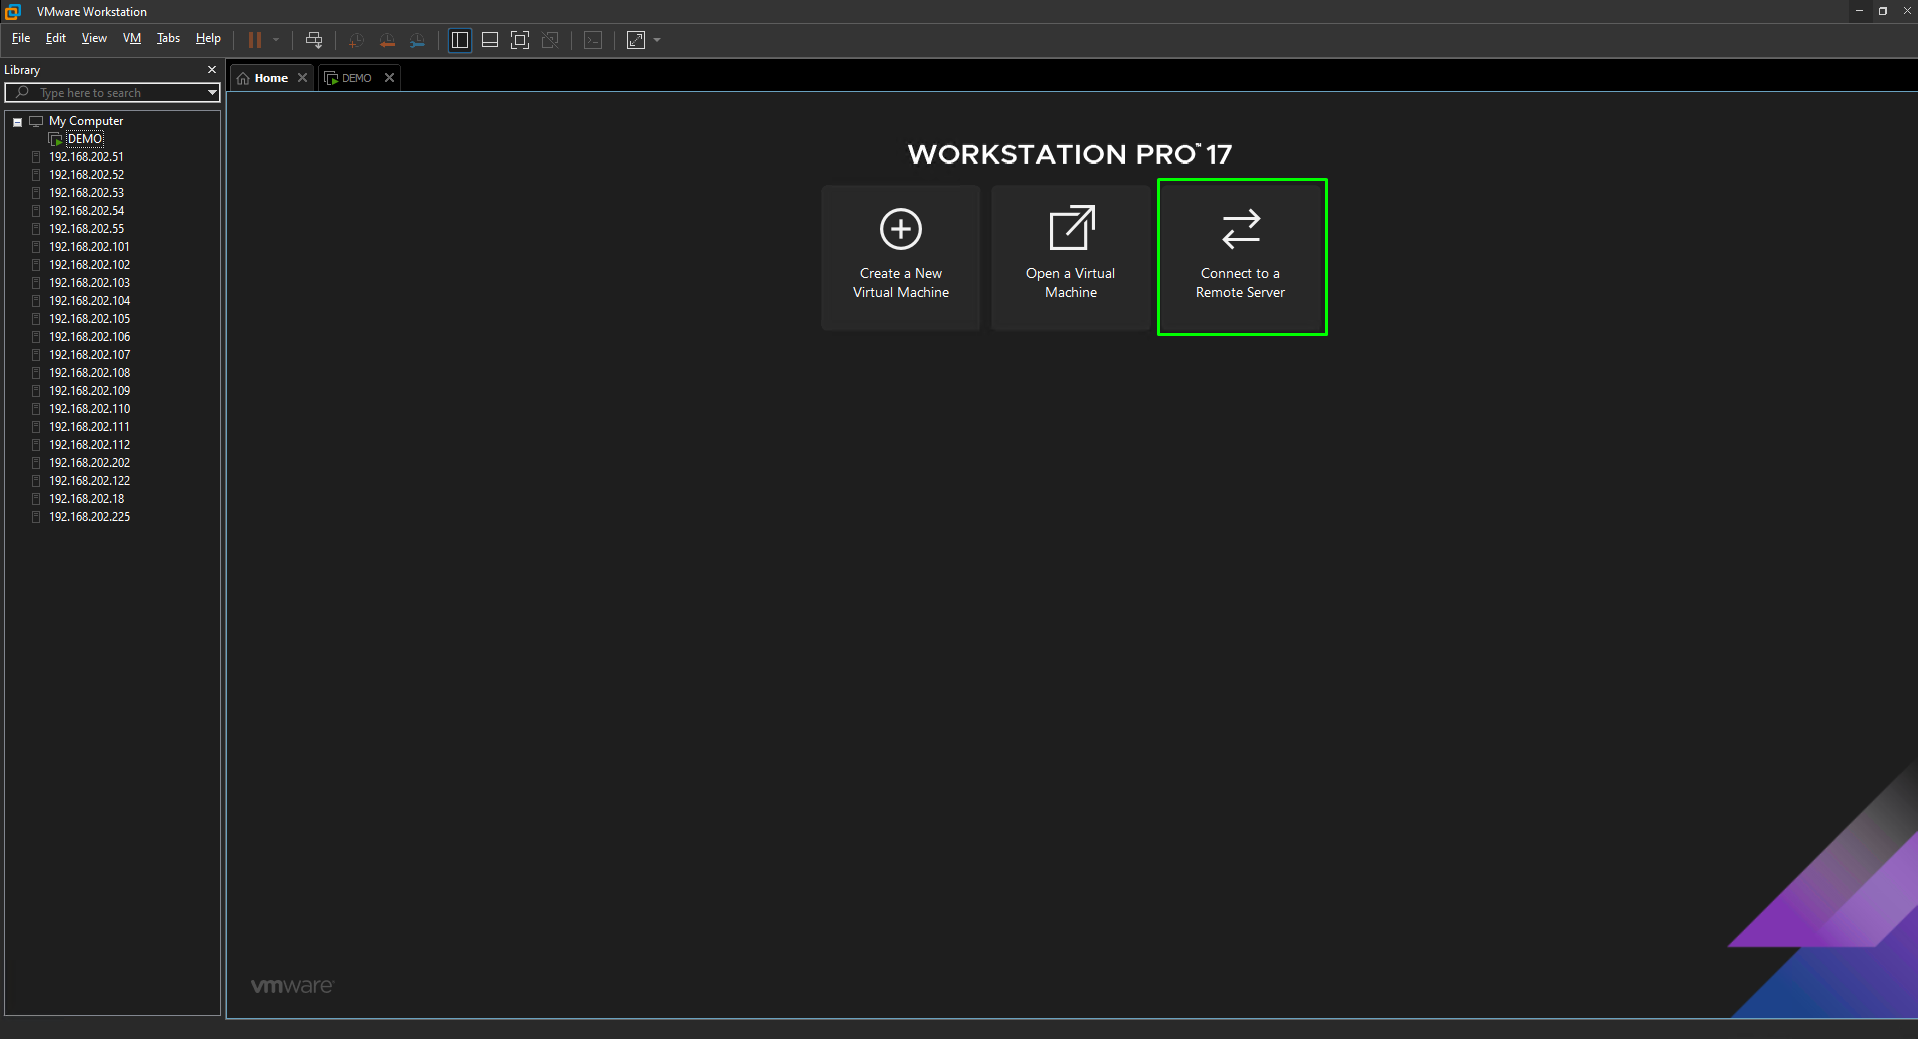 VMware Workstation
File Edit View VM Tabs Help
Library
Type here to search
Home
DEMO
My Computer
DEMO
192.168.202.51
192.168.202.52
192.168.202.53
192.168.202.54
192.168.202.55
192.168.202.101
192.168.202.102
192.168.202.103
192.168.202.104
192.168.202.105
192.168.202.106
192.168.202.107
192.168.202.108
192.168.202.109
192.168.202.110
192.168.202.111
192.168.202.112
192.168.202.202
192.168.202.122
192.168.202.18
192.168.202.225
WORKSTATION PRO™ 17
Create a New
Virtual Machine
Open a Virtual
Machine
Connect to a
Remote Server
vmware®